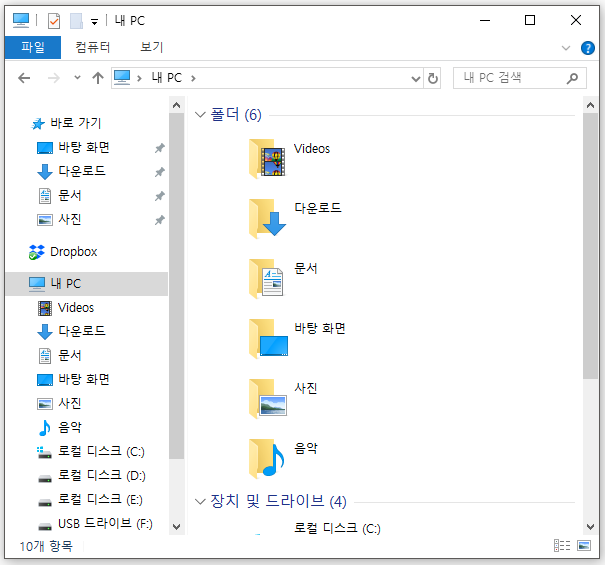 내 PC
파일 컴퓨터 보기
내 PC
내 PC 검색
바로 가기
바탕 화면
다운로드
문서
사진
Dropbox
내 PC
Videos
다운로드
문서
바탕 화면
사진
음악
로컬 디스크 (C:)
로컬 디스크 (D:)
로컬 디스크 (E:)
USB 드라이브 (F:)
폴더 (6)
Videos
다운로드
문서
바탕 화면
사진
음악
장치 및 드라이브 (4)
로컬 디스크 (C:)
10개 항목